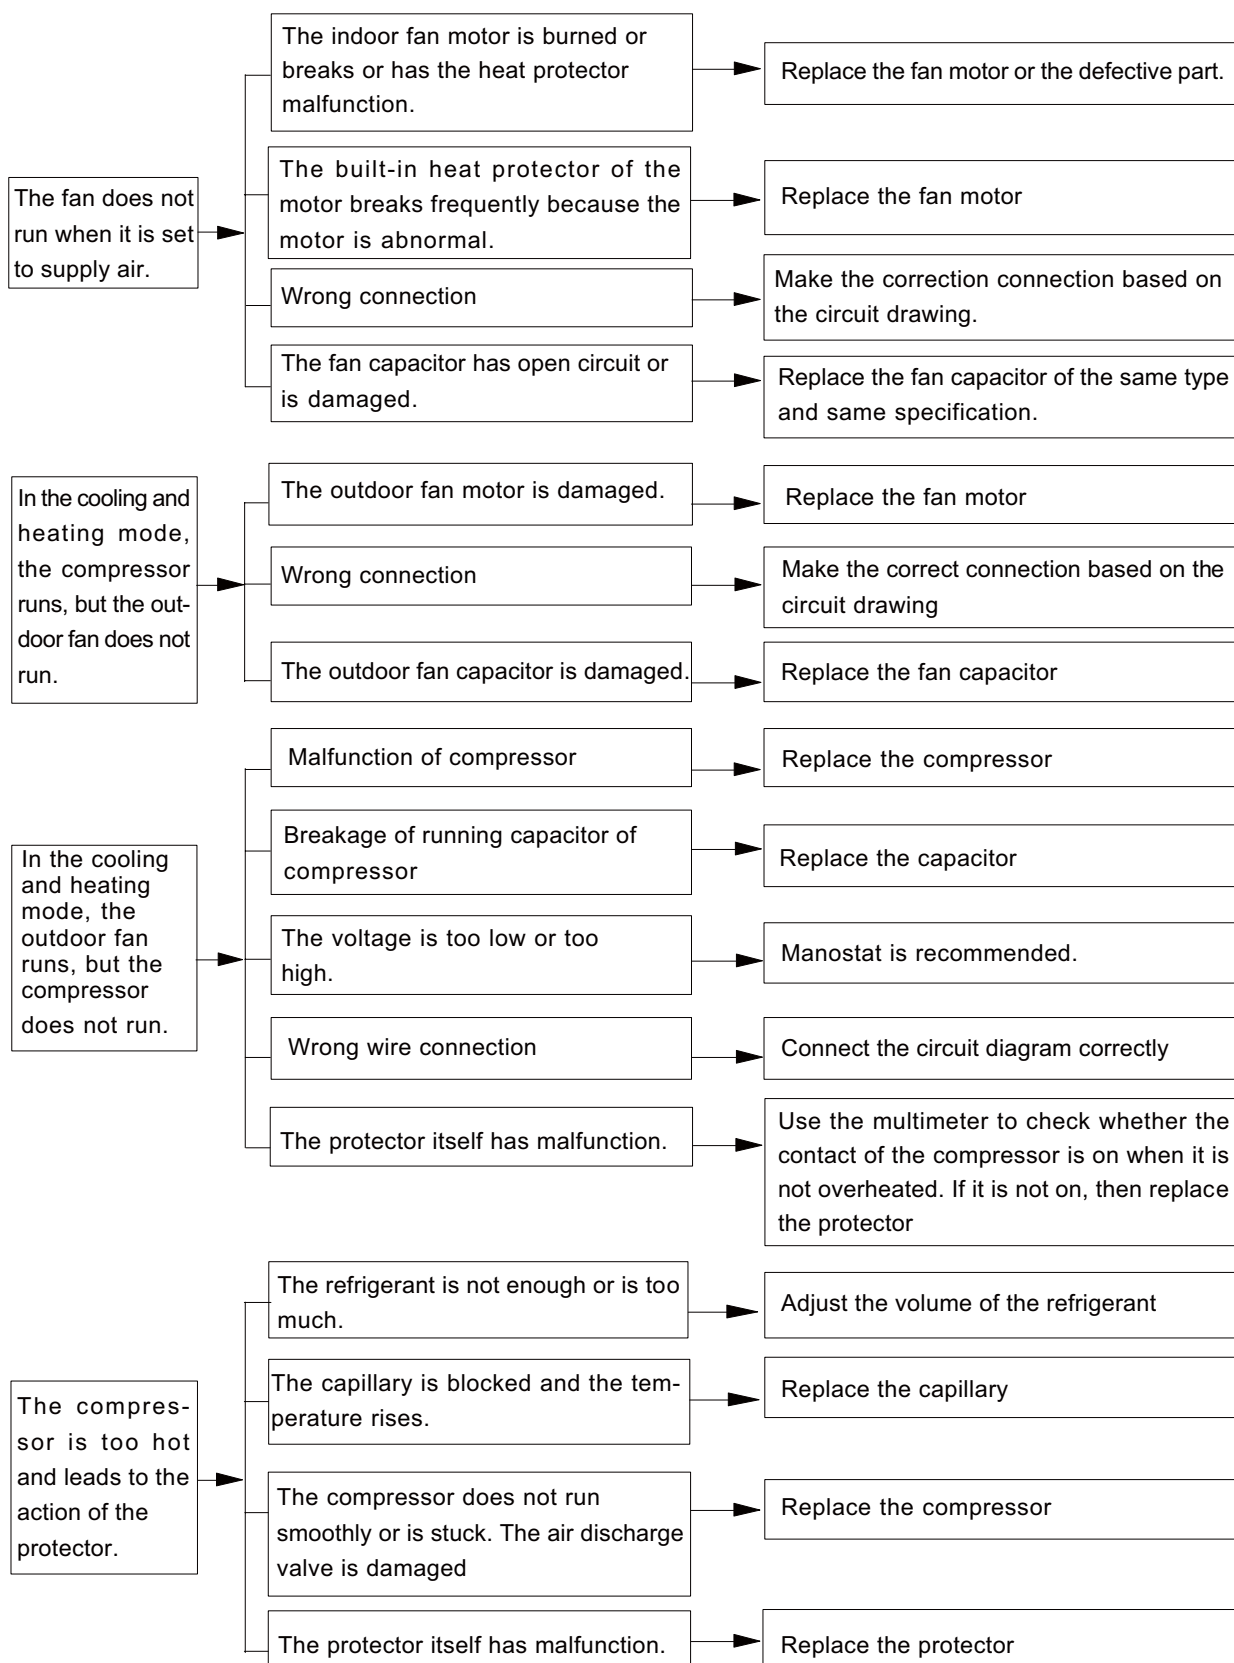 The fan does not
run when it is set
to supply air.
The indoor fan motor is burned or
breaks or has the heat protector
malfunction.
Replace the fan motor or the defective part.
The built-in heat protector of the
motor breaks frequently because the
motor is abnormal.
Replace the fan motor
Wrong connection
Make the correction connection based on
the circuit drawing.
The fan capacitor has open circuit or
is damaged.
Replace the fan capacitor of the same type
and same specification.
In the cooling and
heating mode,
the compressor
runs, but the out-
door fan does not
run.
The outdoor fan motor is damaged.
Replace the fan motor
Wrong connection
Make the correct connection based on the
circuit drawing
The outdoor fan capacitor is damaged.
Replace the fan capacitor
In the cooling
and heating
mode, the
outdoor fan
runs, but the
compressor
does not run.
Malfunction of compressor
Replace the compressor
Breakage of running capacitor of
compressor
Replace the capacitor
The voltage is too low or too
high.
Manostat is recommended.
Wrong wire connection
Connect the circuit diagram correctly
The protector itself has malfunction.
Use the multimeter to check whether the
contact of the compressor is on when it is
not overheated. If it is not on, then replace
the protector
The compres-
sor is too hot
and leads to the
action of the
protector.
The refrigerant is not enough or is too
much.
Adjust the volume of the refrigerant
The capillary is blocked and the tem-
perature rises.
Replace the capillary
The compressor does not run
smoothly or is stuck. The air discharge
valve is damaged
Replace the compressor
The protector itself has malfunction.
Replace the protector